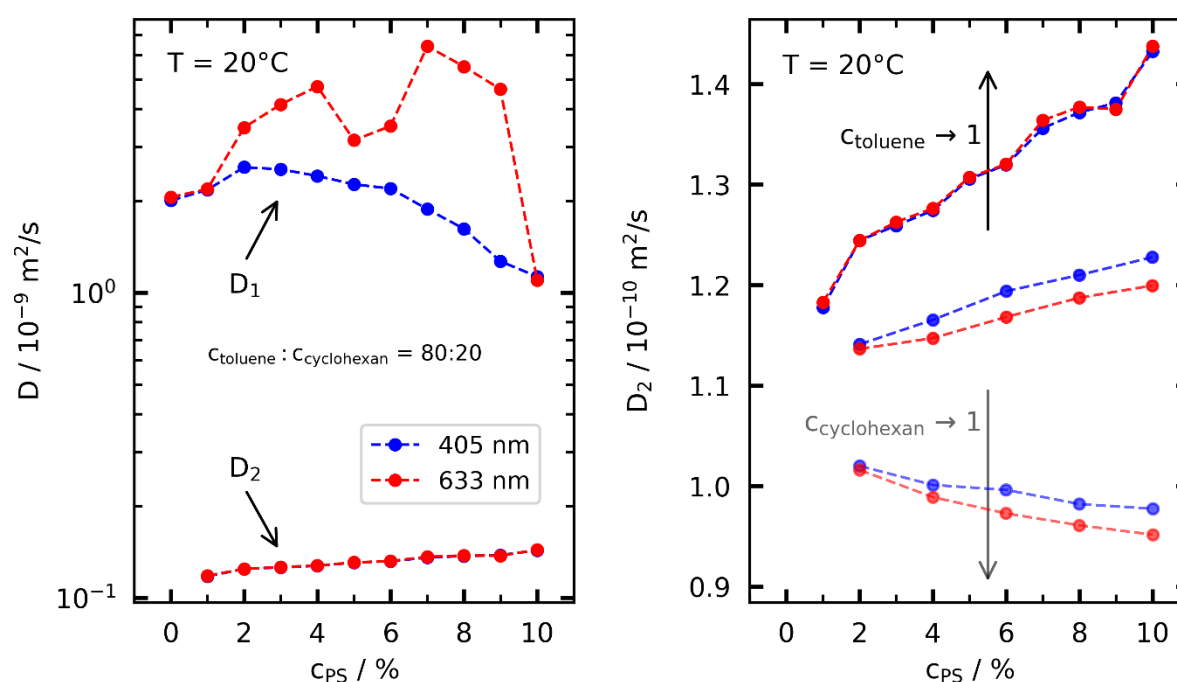 T = 20°C
D₁
c_toluene : c_cyclohexan = 80:20
405 nm
633 nm
D₂
D / 10⁻⁹ m²/s
10⁰
10⁻¹
0 2 4 6 8 10
c_PS / %
T = 20°C
c_toluene → 1
c_cyclohexan → 1
D₂ / 10⁻¹⁰ m²/s
1.4
1.3
1.2
1.1
1.0
0.9
0 2 4 6 8 10
c_PS / %